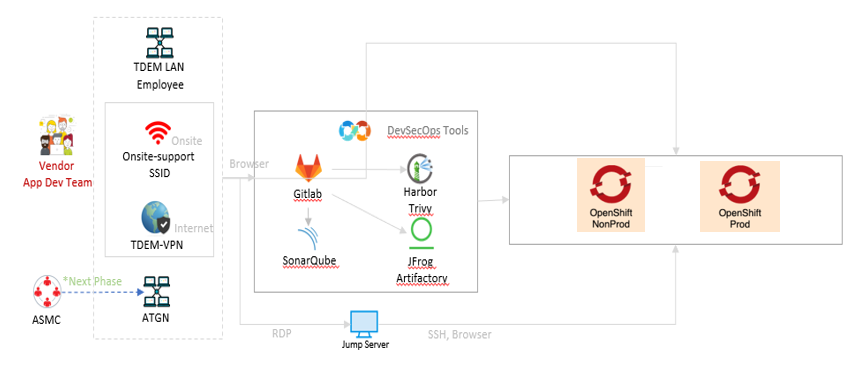 TDEM LAN
Employee
Onsite
Onsite-support
SSID
Vendor
App Dev Team
Internet
TDEM-VPN
*Next Phase
ASMC
ATGN
Browser
DevSecOps Tools
Gitlab
Harbor
Trivy
SonarQube
JFrog
Artifactory
OpenShift
NonProd
OpenShift
Prod
RDP
Jump Server
SSH, Browser